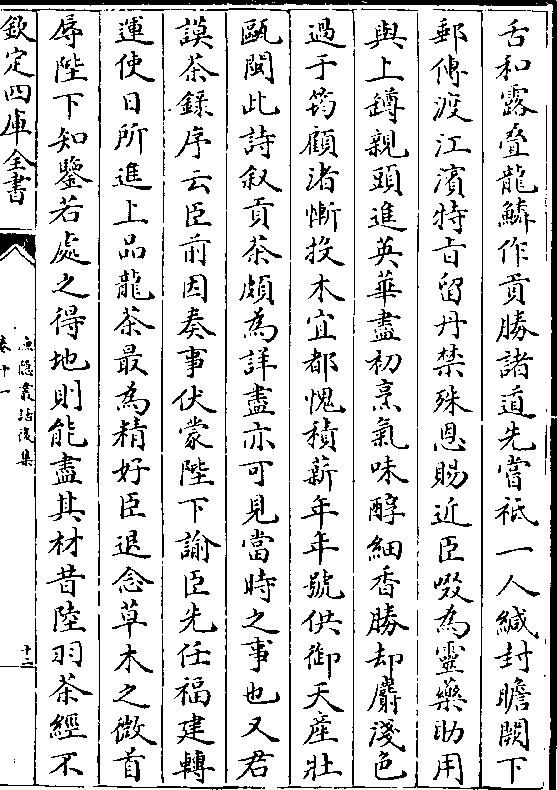 舌和露疊龍鱗作貢勝諸道先嘗祇一人緘封瞻闕下
郵傳渡江濱特旨留丹禁殊恩賜近臣啜為靈藥助用
與上罇親頭進英華盡初烹氣味醇細香勝却麝淺色
過于筠顧渚慚投木宜都愧積薪年年號供御天產壯
甌閩此詩叙貢茶頗為詳盡亦可見當時之事也又君
謨茶錄序云臣前因奏事伏蒙陛下諭臣先任福建轉
運使日所進上品龍茶最為精好臣退念草木之微首
辱陛下知鑒若處之得地則能盡其材昔陸羽茶經不
欽定四庫全書
漁隱叢話後集
卷十一
十二